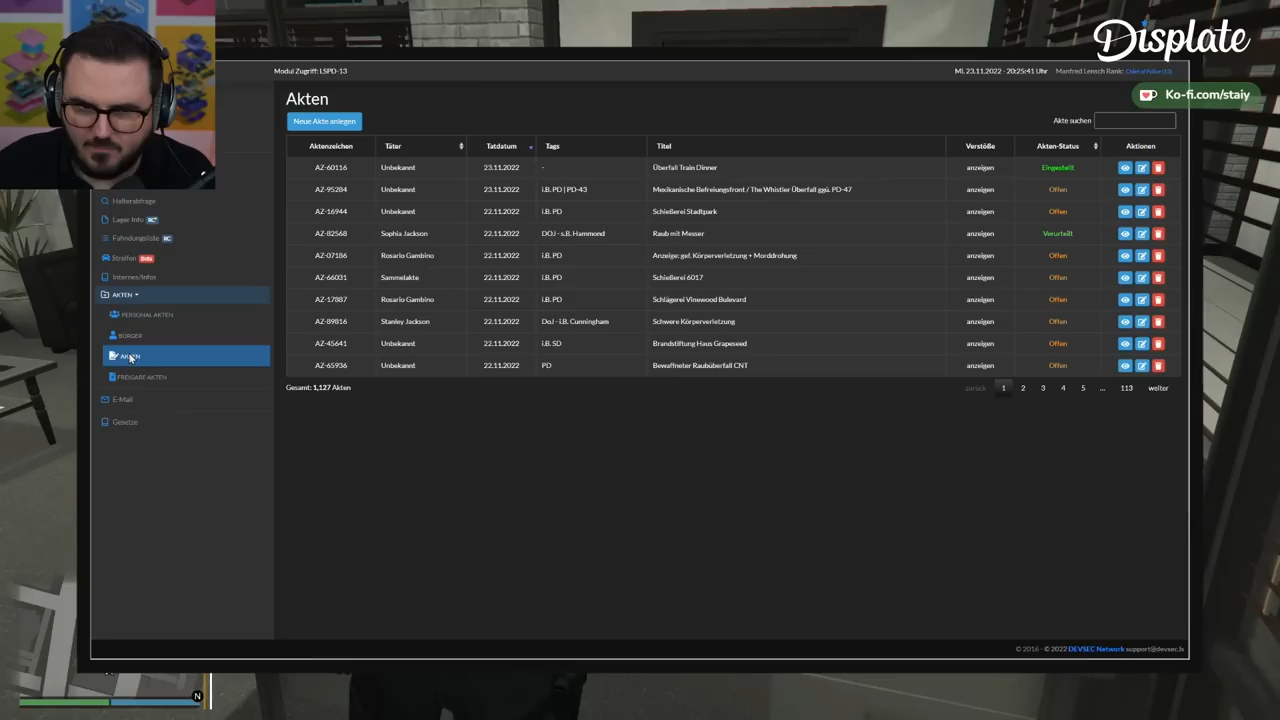 Displate
Ko-fi.com/staiy
Modul Zugriff: LSPD-13
Mi. 23.11.2022 - 20:25:41 Uhr
Manfred Lensch Rank: Chief of Police (13)
Akten
Neue Akte anlegen
Akte suchen
Aktenzeichen Täter Tatdatum Tags Titel Verstöße Akten-Status Aktionen
AZ-60116 Unbekannt 23.11.2022 - Überfall Train Dinner anzeigen Eingestellt
AZ-95284 Unbekannt 23.11.2022 i.B. PD | PD-43 Mexikanische Befreiungsfront / The Whistler Überfall ggü. PD-47 anzeigen Offen
AZ-16944 Unbekannt 22.11.2022 i.B. PD Schießerei Stadtpark anzeigen Offen
AZ-82568 Sophia Jackson 22.11.2022 DOJ - s.B. Hammond Raub mit Messer anzeigen Verurteilt
AZ-07186 Rosario Gambino 22.11.2022 i.B. PD Anzeige: gef. Körperverletzung + Morddrohung anzeigen Offen
AZ-66031 Sammelakte 22.11.2022 i.B. PD Schießerei 6017 anzeigen Offen
AZ-17887 Rosario Gambino 22.11.2022 i.B. PD Schlägerei Vinewood Bulevard anzeigen Offen
AZ-89816 Stanley Jackson 22.11.2022 DoJ - i.B. Cunningham Schwere Körperverletzung anzeigen Offen
AZ-45641 Unbekannt 22.11.2022 i.B. SD Brandstiftung Haus Grapeseed anzeigen Offen
AZ-65936 Unbekannt 22.11.2022 PD Bewaffneter Raubüberfall CNT anzeigen Offen
Gesamt: 1,127 Akten
zurück 1 2 3 4 5 ... 113 weiter
Halterabfrage
Lager Info RC
Fahndungsliste RC
Streifen Beta
Internes/Infos
AKTEN
PERSONALAKTEN
BÜRGER
AKTEN
FREIGABE AKTEN
E-Mail
Gesetze
© 2016 - © 2022 DEVSEC Network support@devsec.ls
N